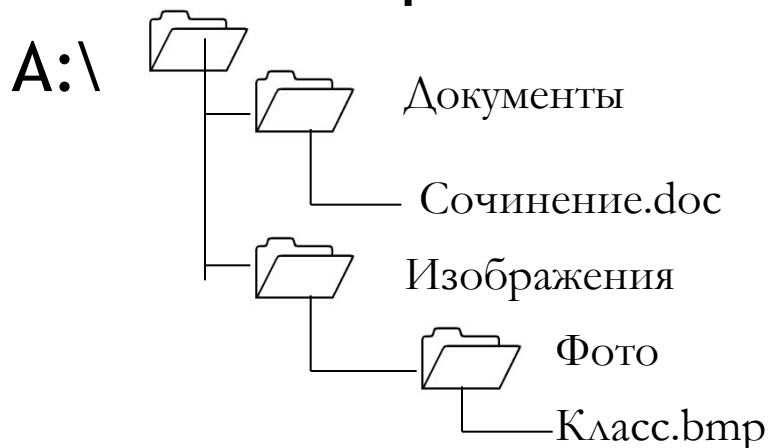 A:\
Документы
Сочинение.doc
Изображения
Фото
Класс.bmp